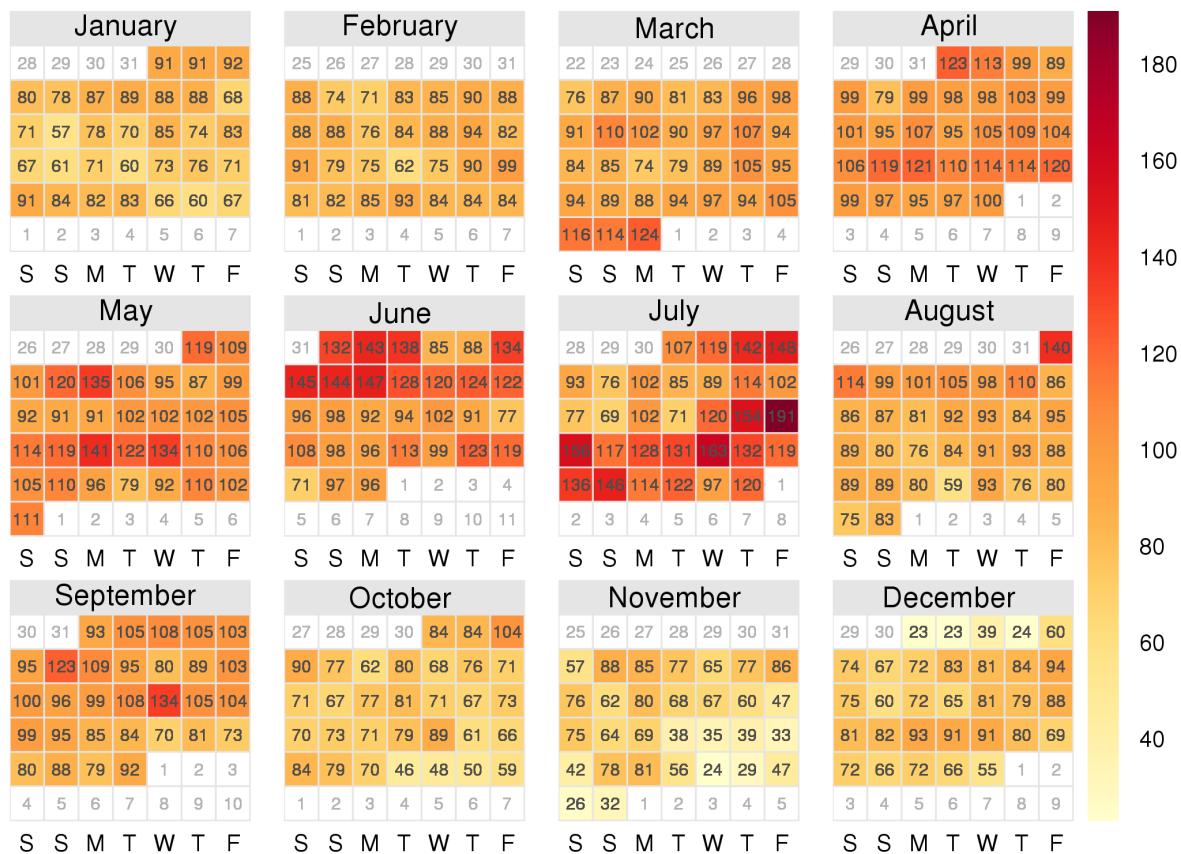 January February March April
28 29 30 31 91 91 92 25 26 27 28 29 30 31 22 23 24 25 26 27 28 29 30 31 123 113 99 89 180
80 78 87 89 88 88 68 88 74 71 83 85 90 88 76 87 90 81 83 96 98 99 79 99 98 98 103 99
71 57 78 70 85 74 83 88 88 76 84 88 94 82 91 110 102 90 97 107 94 101 95 107 95 105 109 104
67 61 71 60 73 76 71 91 79 75 62 75 90 99 84 85 74 79 89 105 95 106 119 121 110 114 114 120 160
91 84 82 83 66 60 67 81 82 85 93 84 84 84 94 89 88 94 97 94 105 99 97 95 97 100 1 2
1 2 3 4 5 6 7 1 2 3 4 5 6 7 116 114 124 1 2 3 4 3 4 5 6 7 8 9
S S M T W T F S S M T W T F S S M T W T F S S M T W T F 140
May June July August
26 27 28 29 30 119 109 31 132 143 138 85 88 134 28 29 30 107 119 142 148 26 27 28 29 30 31 140 120
101 120 135 106 95 87 99 145 144 147 128 120 124 122 93 76 102 85 89 114 102 114 99 101 105 98 110 86
92 91 91 102 102 102 105 96 98 92 94 102 91 77 77 69 102 71 120 154 191 86 87 81 92 93 84 95
114 119 141 122 134 110 106 108 98 96 113 99 123 119 117 128 131 163 132 119 89 80 76 84 91 93 88 100
105 110 96 79 92 110 102 71 97 96 1 2 3 4 136 146 114 122 97 120 1 89 89 80 59 93 76 80
111 1 2 3 4 5 6 5 6 7 8 9 10 11 2 3 4 5 6 7 8 75 83 1 2 3 4 5
80
S S M T W T F S S M T W T F S S M T W T F S S M T W T F
September October November December
30 31 93 105 108 105 103 27 28 29 30 84 84 104 25 26 27 28 29 30 31 29 30 23 23 39 24 60
60
95 123 109 95 80 89 103 90 77 62 80 68 76 71 57 88 85 77 65 77 86 74 67 72 83 81 84 94
100 96 99 108 134 105 104 71 67 77 81 71 67 73 76 62 80 68 67 60 47 75 60 72 65 81 79 88
99 95 85 84 70 81 73 70 73 71 79 89 61 66 75 64 69 38 35 39 33 81 82 93 91 91 80 69 40
80 88 79 92 1 2 3 84 79 70 46 48 50 59 42 78 81 56 24 29 47 72 66 72 66 55 1 2
4 5 6 7 8 9 10 1 2 3 4 5 6 7 26 32 1 2 3 4 5 3 4 5 6 7 8 9
S S M T W T F S S M T W T F S S M T W T F S S M T W T F